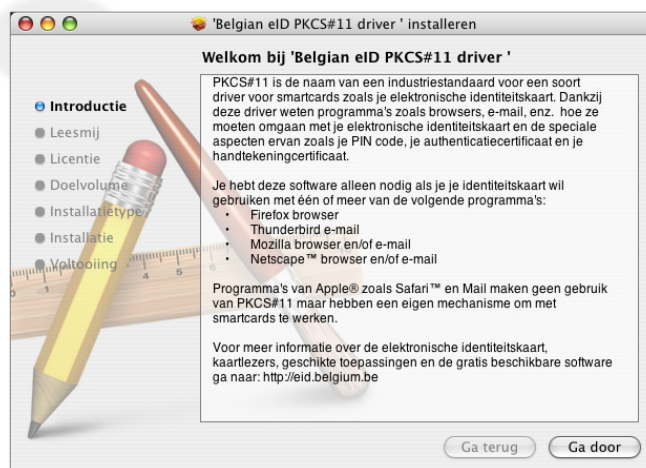 'Belgian eID PKCS#11 driver ' installeren
Welkom bij 'Belgian eID PKCS#11 driver '
Introductie
Leesmij
Licentie
Doelvolume
Installatietype
Installatie
Voltooiing
PKCS#11 is de naam van een industriestandaard voor een soort
driver voor smartcards zoals je elektronische identiteitskaart. Dankzij
deze driver weten programma's zoals browsers, e-mail, enz. hoe ze
moeten omgaan met je elektronische identiteitskaart en de speciale
aspecten ervan zoals je PIN code, je authenticatiecertificaat en je
handtekeningcertificaat.
Je hebt deze software alleen nodig als je je identiteitskaart wil
gebruiken met één of meer van de volgende programma's:
• Firefox browser
• Thunderbird e-mail
• Mozilla browser en/of e-mail
• Netscape™ browser en/of e-mail
Programma's van Apple® zoals Safari™ en Mail maken geen gebruik
van PKCS#11 maar hebben een eigen mechanisme om met
smartcards te werken.
Voor meer informatie over de elektronische identiteitskaart,
kaartlezers, geschikte toepassingen en de gratis beschikbare software
ga naar: http://eid.belgium.be
Ga terug
Ga door
0 1 4 5 6